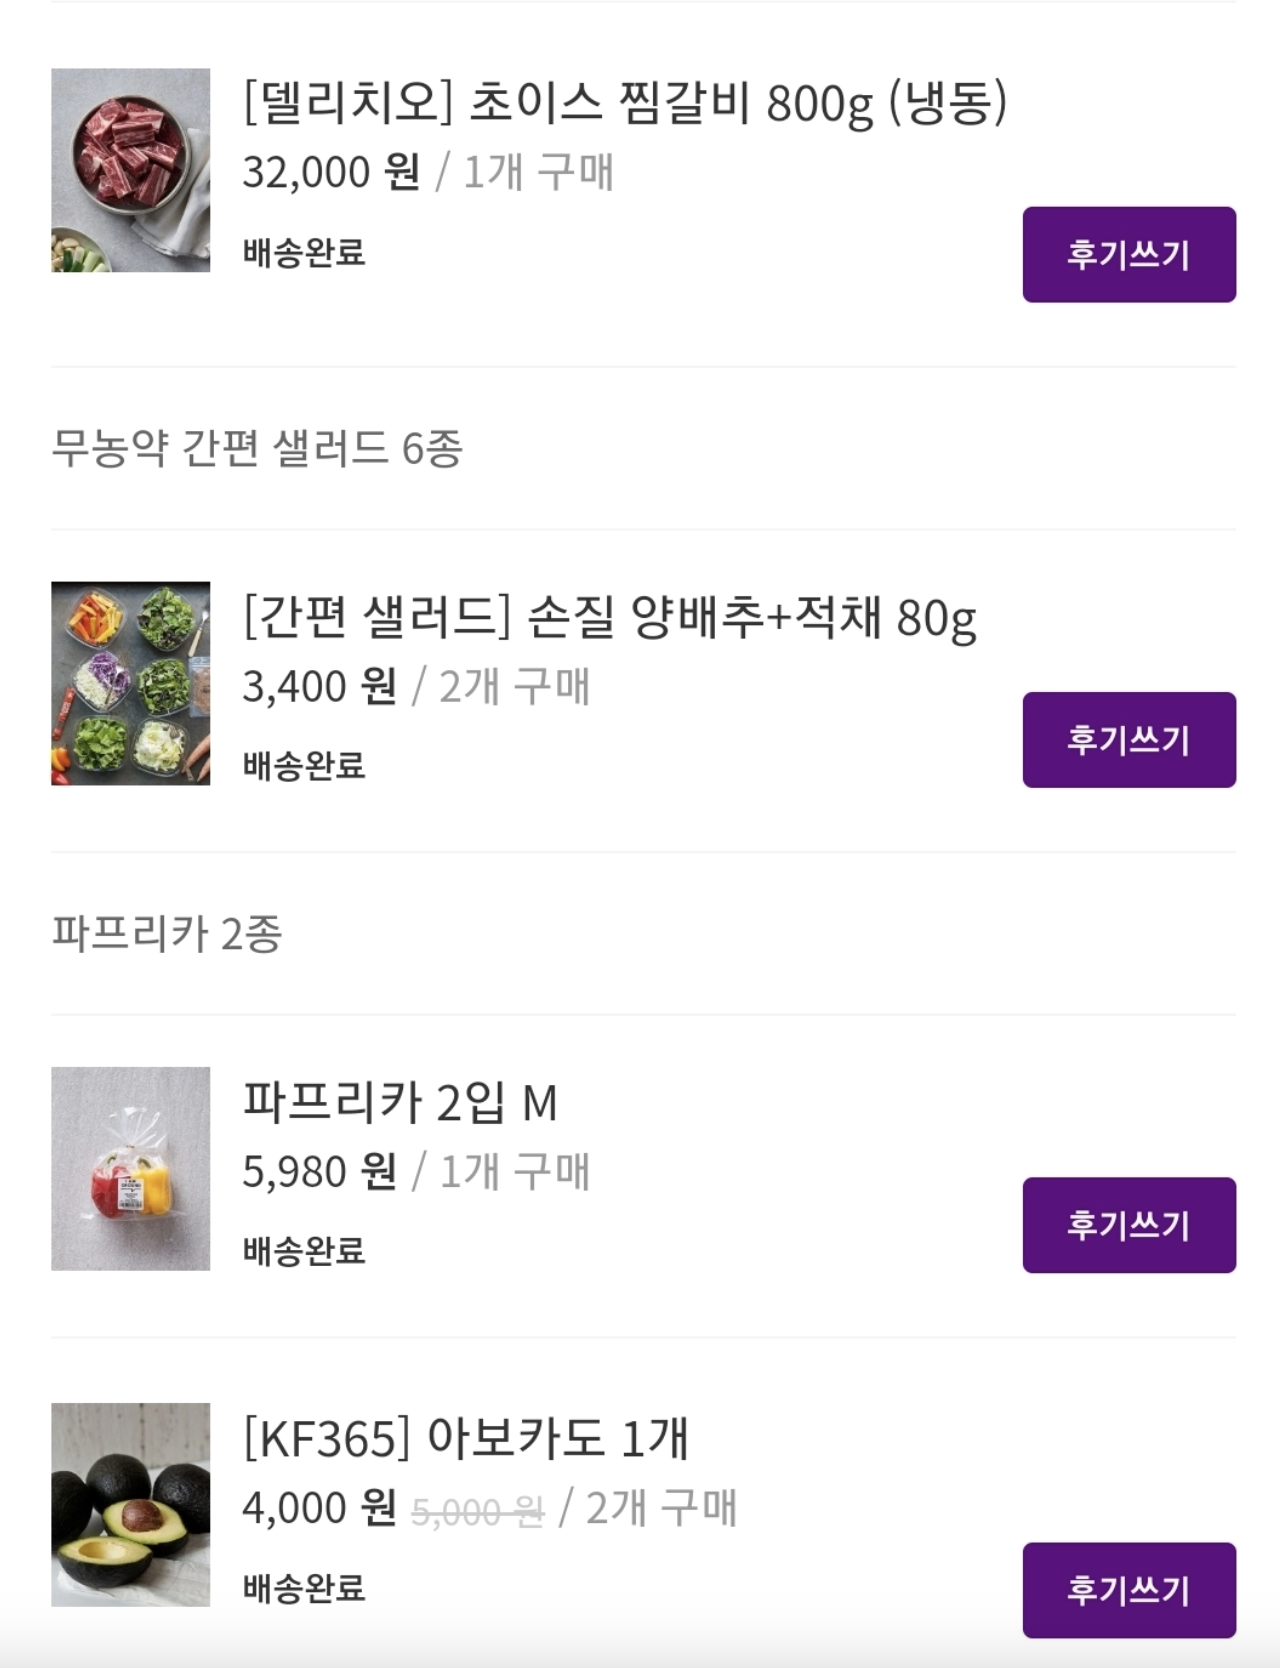 [델리치오] 초이스 찜갈비 800g (냉동)
32,000 원 / 1개 구매
배송완료
후기쓰기
무농약 간편 샐러드 6종
[간편 샐러드] 손질 양배추+적채 80g
3,400 원 / 2개 구매
배송완료
후기쓰기
파프리카 2종
파프리카 2입 M
5,980 원 / 1개 구매
배송완료
후기쓰기
[KF365] 아보카도 1개
4,000 원 5,000 원 / 2개 구매
배송완료
후기쓰기